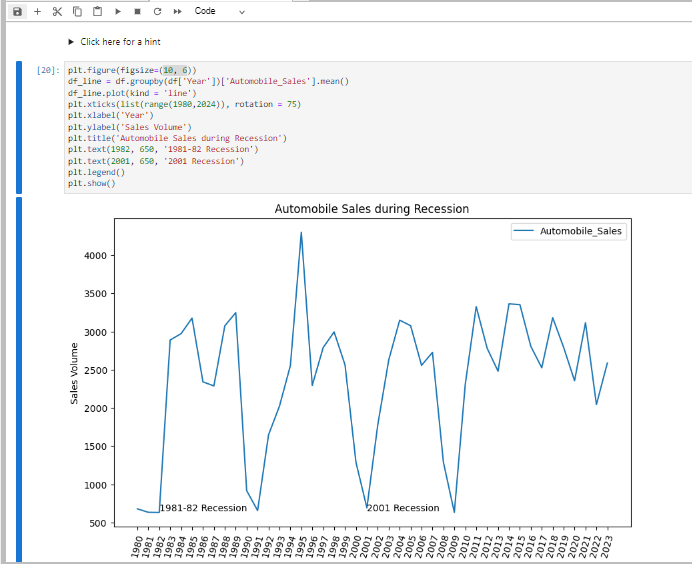 Code
Click here for a hint
[20]:
plt.figure(figsize=(10, 6))
df_line = df.groupby(df['Year'])['Automobile_Sales'].mean()
df_line.plot(kind = 'line')
plt.xticks(list(range(1980,2024)), rotation = 75)
plt.xlabel('Year')
plt.ylabel('Sales Volume')
plt.title('Automobile Sales during Recession')
plt.text(1982, 650, '1981-82 Recession')
plt.text(2001, 650, '2001 Recession')
plt.legend()
plt.show()
Automobile Sales during Recession
Automobile_Sales
Sales Volume
4000
3500
3000
2500
2000
1500
1000
500
1981-82 Recession
2001 Recession
1980
1981
1982
1983
1984
1985
1986
1987
1988
1989
1990
1991
1992
1993
1994
1995
1996
1997
1998
1999
2000
2001
2002
2003
2004
2005
2006
2007
2008
2009
2010
2011
2012
2013
2014
2015
2016
2017
2018
2019
2020
2021
2022
2023